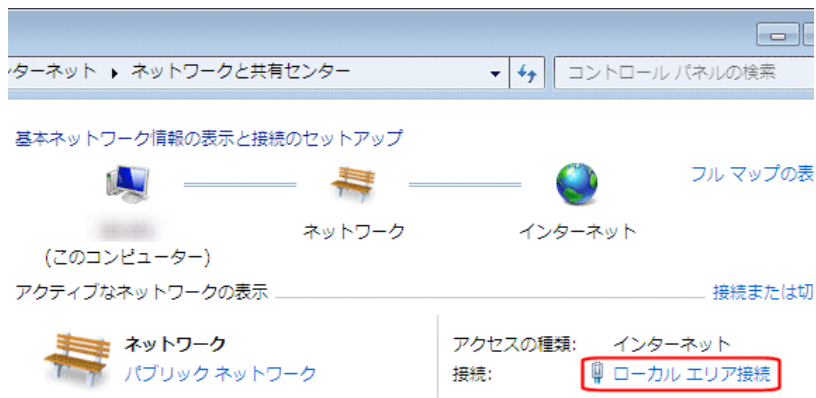 ターネット ▸ ネットワークと共有センター
コントロール パネルの検索
基本ネットワーク情報の表示と接続のセットアップ
フル マップの表
ネットワーク
インターネット
(このコンピューター)
アクティブなネットワークの表示
接続または切
ネットワーク
アクセスの種類: インターネット
パブリック ネットワーク
接続: ローカル エリア接続